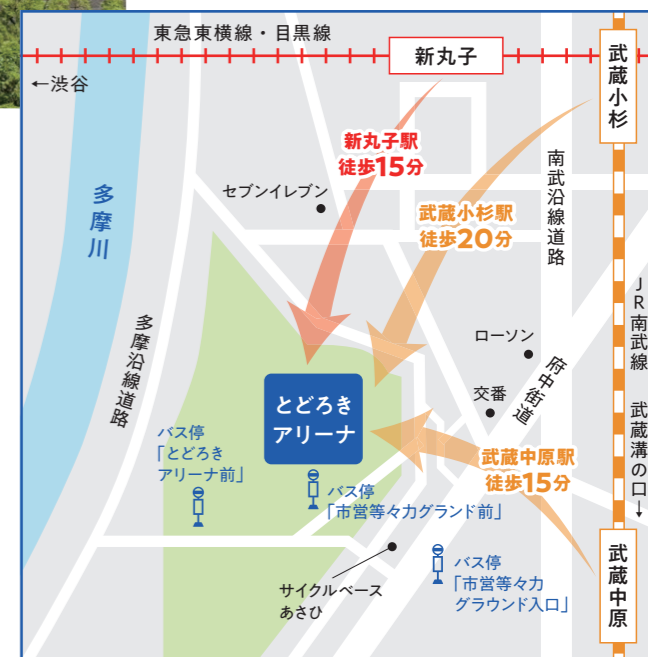 東急東横線・目黒線
新丸子
武蔵小杉
←渋谷
新丸子駅
徒歩15分
多摩川
セブンイレブン
武蔵小杉駅
徒歩20分
南武沿線道路
JR南武線 武蔵溝の口→
多摩沿線道路
ローソン
府中街道
交番
とどろき
アリーナ
バス停
「とどろき
アリーナ前」
バス停
「市営等々力グランド前」
武蔵中原駅
徒歩15分
サイクルベース
あさひ
バス停
「市営等々力
グラウンド入口」
武蔵中原